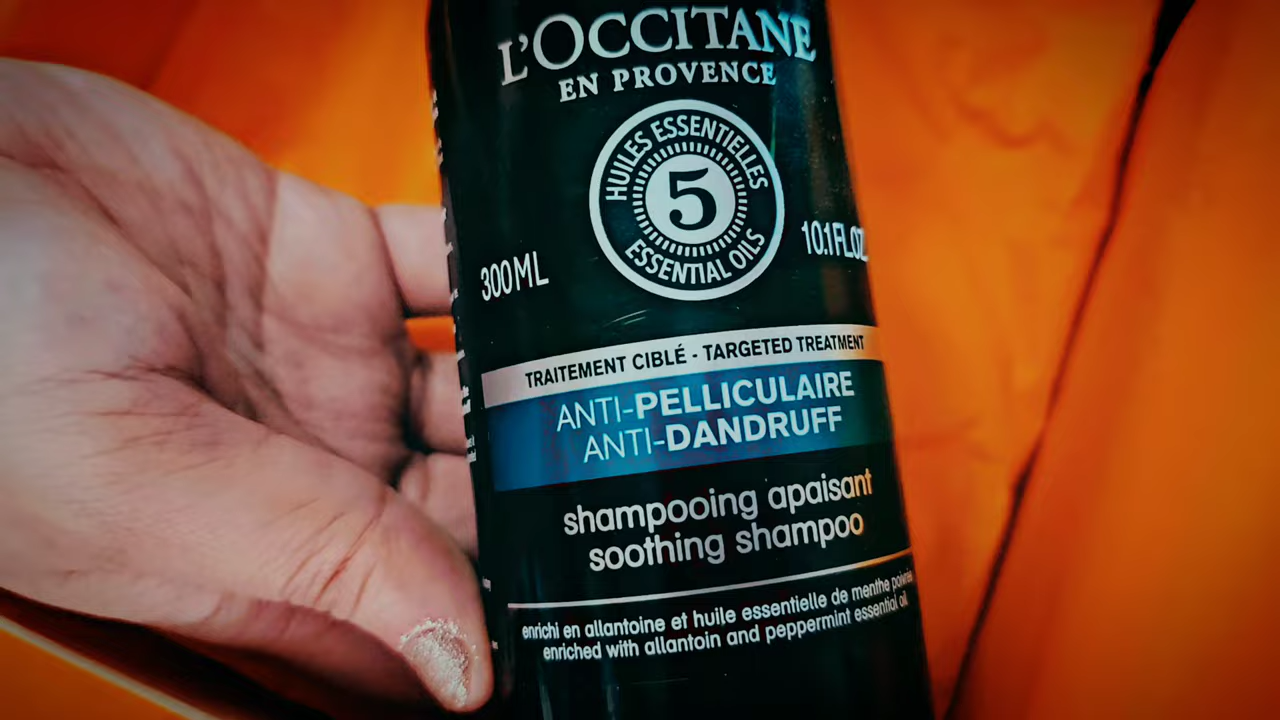 L'OCCITANE
EN PROVENCE
HUILES ESSENTIELLES
5
ESSENTIAL OILS
300ML
10.1FL.OZ.
TRAITEMENT CIBLÉ - TARGETED TREATMENT
ANTI-PELLICULAIRE
ANTI-DANDRUFF
shampooing apaisant
soothing shampoo
enrichi en allantoine et huile essentielle de menthe poivrée
enriched with allantoin and peppermint essential oil